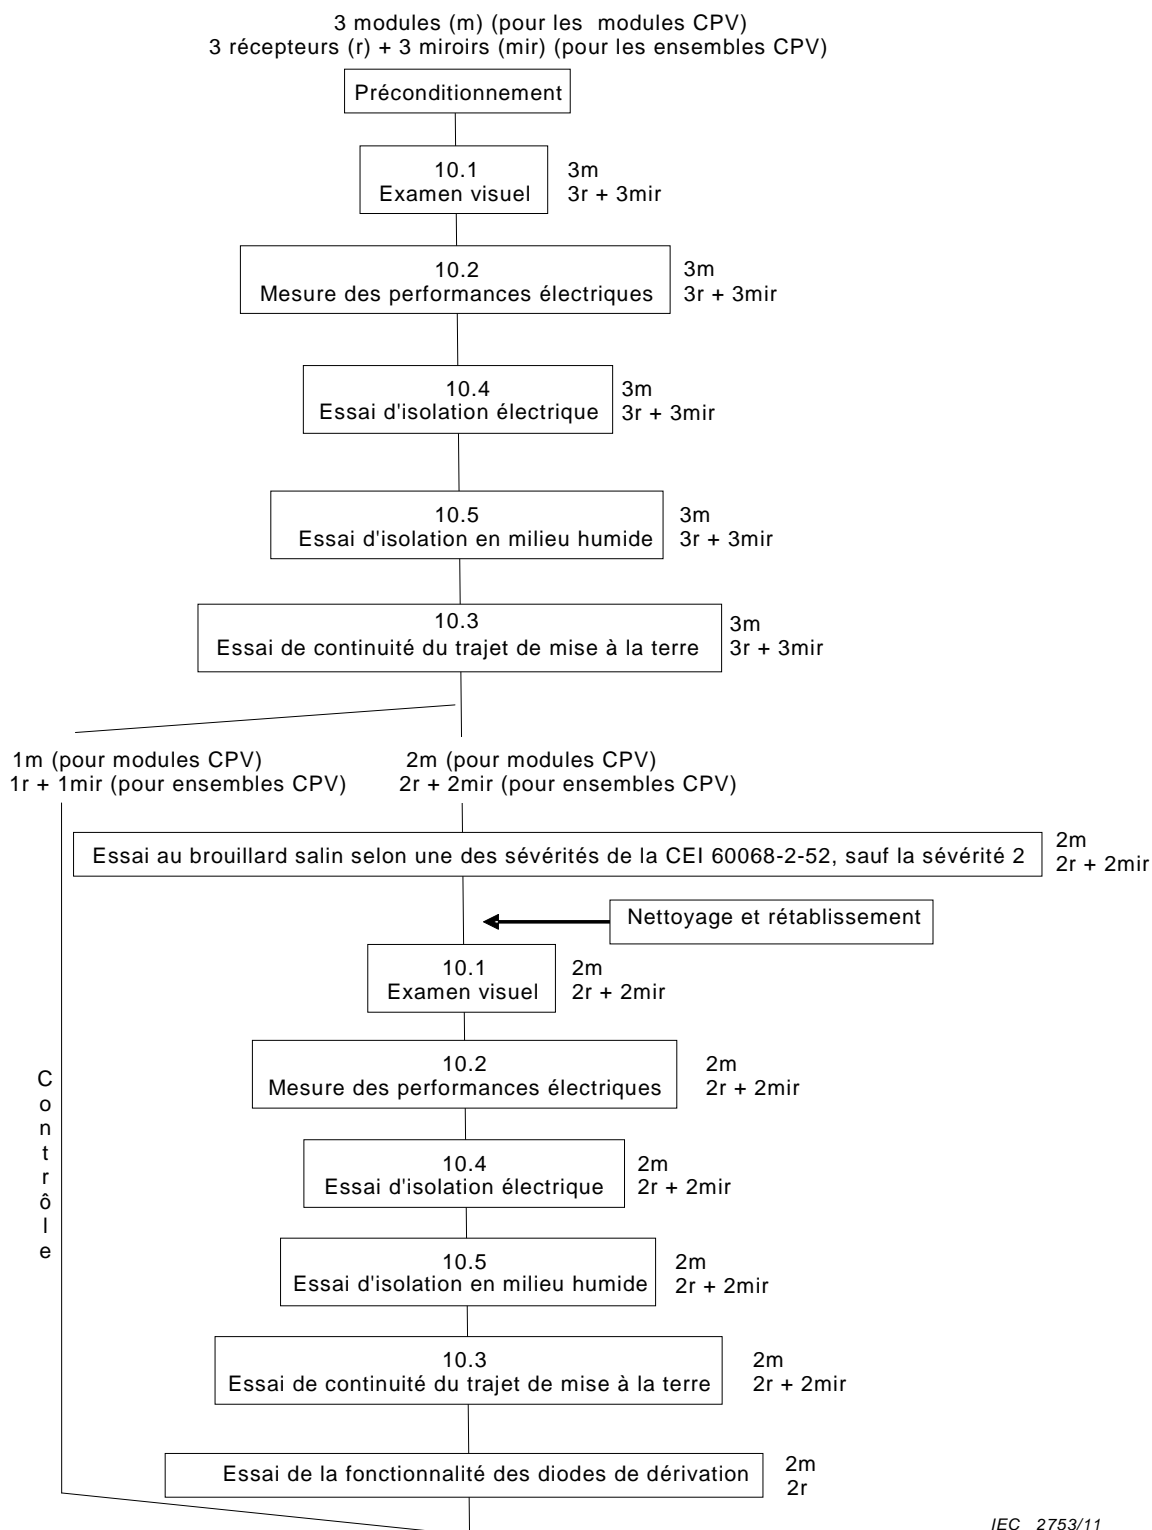 3 modules (m) (pour les modules CPV)
3 récepteurs (r) + 3 miroirs (mir) (pour les ensembles CPV)
Préconditionnement
10.1
Examen visuel
3m
3r + 3mir
10.2
Mesure des performances électriques
3m
3r + 3mir
10.4
Essai d'isolation électrique
3m
3r + 3mir
10.5
Essai d'isolation en milieu humide
3m
3r + 3mir
10.3
Essai de continuité du trajet de mise à la terre
3m
3r + 3mir
1m (pour modules CPV)
1r + 1mir (pour ensembles CPV)
2m (pour modules CPV)
2r + 2mir (pour ensembles CPV)
Essai au brouillard salin selon une des sévérités de la CEI 60068-2-52, sauf la sévérité 2
2m
2r + 2mir
Nettoyage et rétablissement
10.1
Examen visuel
2m
2r + 2mir
10.2
Mesure des performances électriques
2m
2r + 2mir
Contrôle
10.4
Essai d'isolation électrique
2m
2r + 2mir
10.5
Essai d'isolation en milieu humide
2m
2r + 2mir
10.3
Essai de continuité du trajet de mise à la terre
2m
2r + 2mir
Essai de la fonctionnalité des diodes de dérivation
2m
2r
IEC 2753/11